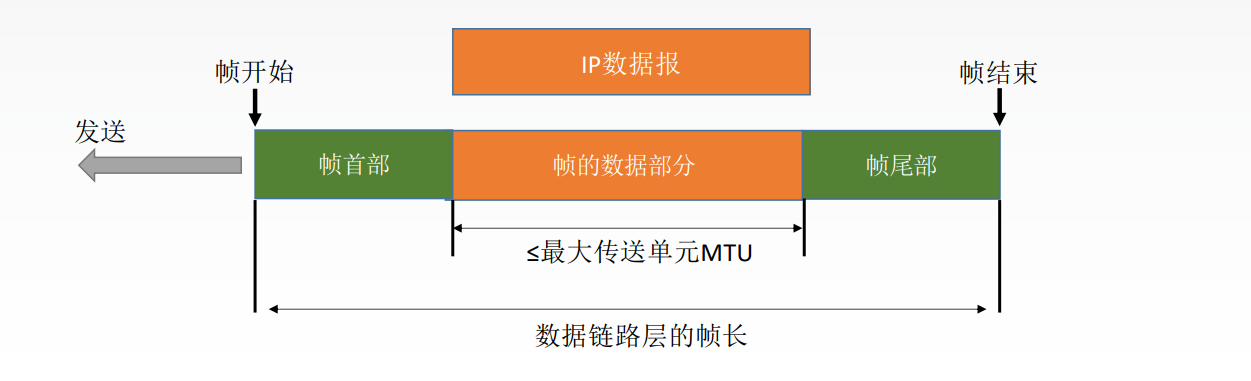 IP数据报
帧开始
帧结束
发送
帧首部
帧的数据部分
帧尾部
≤最大传送单元MTU
数据链路层的帧长